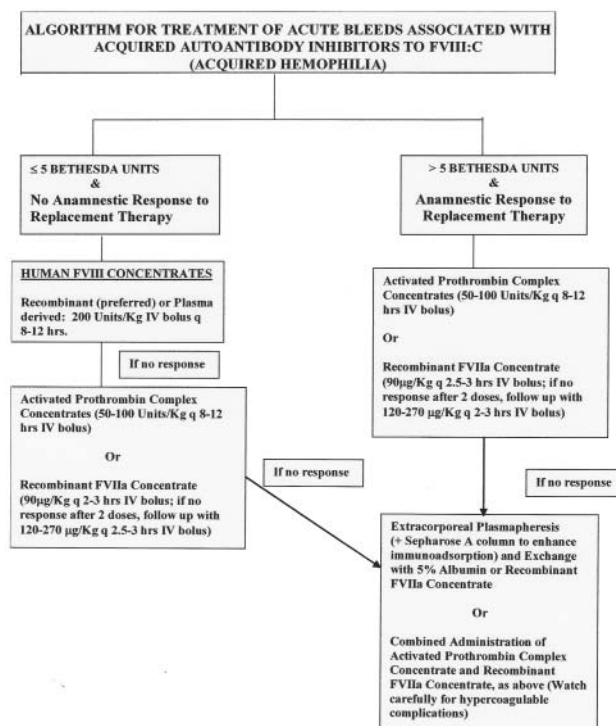 ALGORITHM FOR TREATMENT OF ACUTE BLEEDS ASSOCIATED WITH
ACQUIRED AUTOANTIBODY INHIBITORS TO FVIII:C
(ACQUIRED HEMOPHILIA)
≤ 5 BETHESDA UNITS
&
No Anamnestic Response to
Replacement Therapy
> 5 BETHESDA UNITS
&
Anamnestic Response to
Replacement Therapy
HUMAN FVIII CONCENTRATES
Recombinant (preferred) or Plasma
derived: 200 Units/Kg IV bolus q
8-12 hrs.
If no response
Activated Prothrombin Complex
Concentrates (50-100 Units/Kg q 8-12
hrs IV bolus)
Or
Recombinant FVIIa Concentrate
(90µg/Kg q 2-3 hrs IV bolus; if no
response after 2 doses, follow up with
120-270 µg/Kg q 2.5-3 hrs IV bolus)
If no response
Activated Prothrombin Complex
Concentrates (50-100 Units/Kg q 8-12
hrs IV bolus)
Or
Recombinant FVIIa Concentrate
(90µg/Kg q 2.5-3 hrs IV bolus; if no
response after 2 doses, follow up with
120-270 µg/Kg q 2-3 hrs IV bolus)
If no response
Extracorporeal Plasmapheresis
(+ Sepharose A column to enhance
immunoadsorption) and Exchange
with 5% Albumin or Recombinant
FVIIa Concentrate
Or
Combined Administration of
Activated Prothrombin Complex
Concentrate and Recombinant
FVIIa Concentrate, as above (Watch
carefully for hypercoagulable
complications)